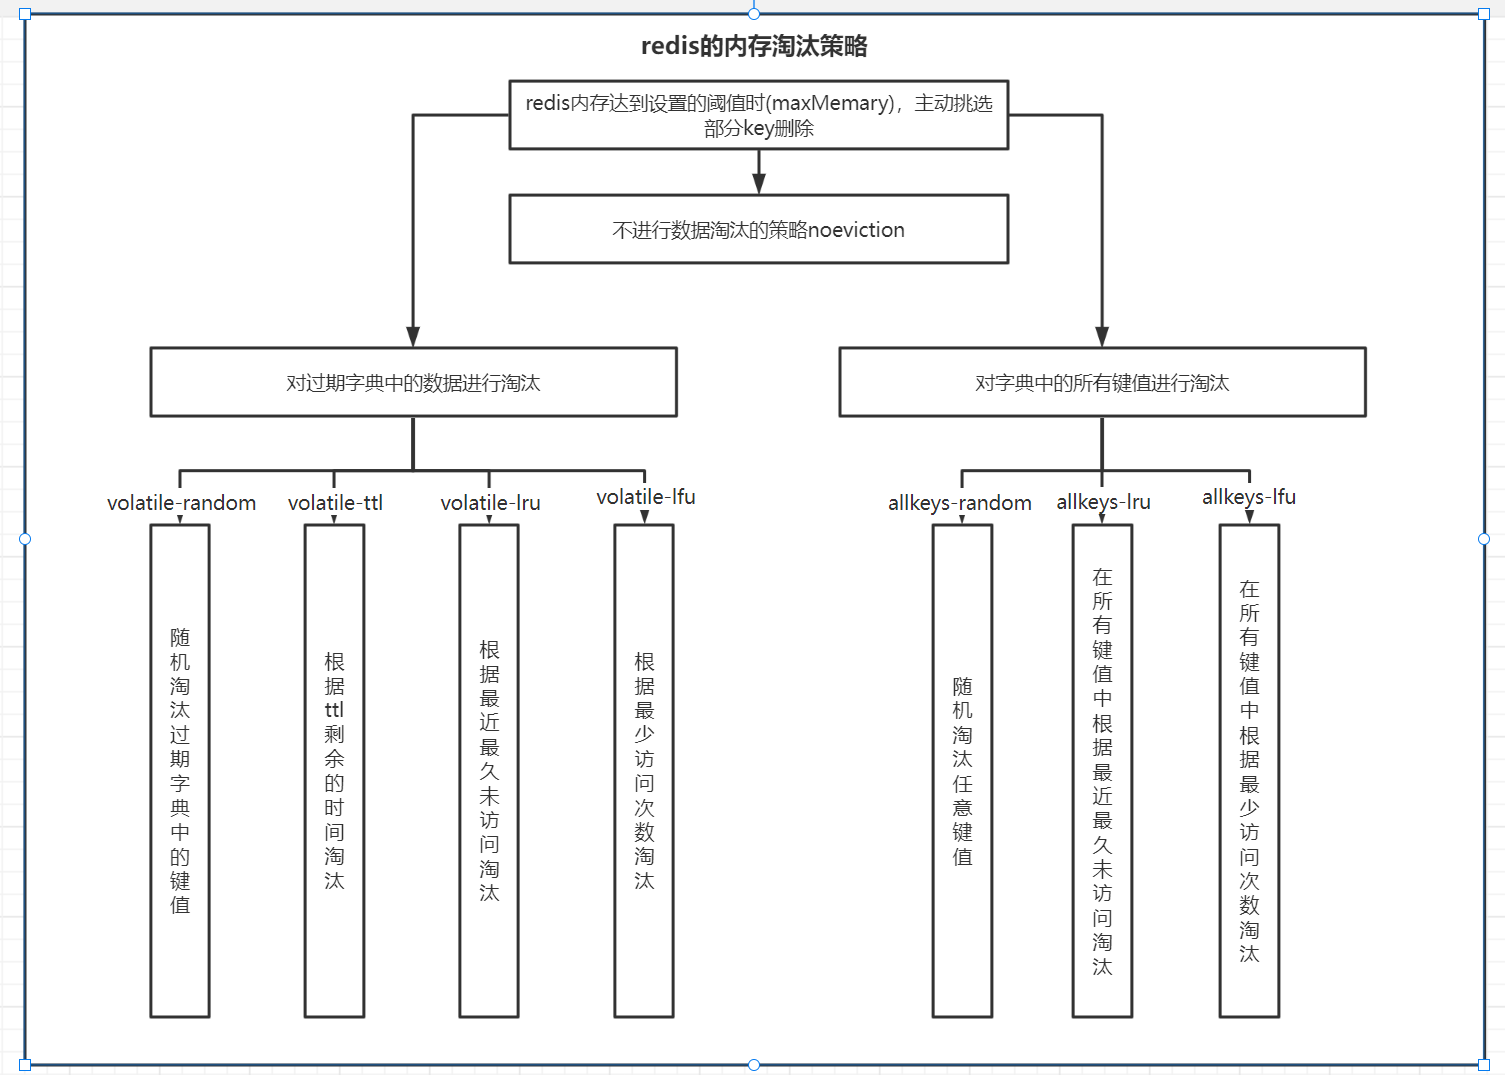 redis的内存淘汰策略
redis内存达到设置的阈值时(maxMemary)，主动挑选
部分key删除
不进行数据淘汰的策略noeviction
对过期字典中的数据进行淘汰
对字典中的所有键值进行淘汰
volatile-random
volatile-ttl
volatile-lru
volatile-lfu
allkeys-random
allkeys-lru
allkeys-lfu
随机淘汰过期字典中的键值
根据ttl剩余的时间淘汰
根据最近最久未访问淘汰
根据最少访问次数淘汰
随机淘汰任意键值
在所有键值中根据最近最久未访问淘汰
在所有键值中根据最少访问次数淘汰